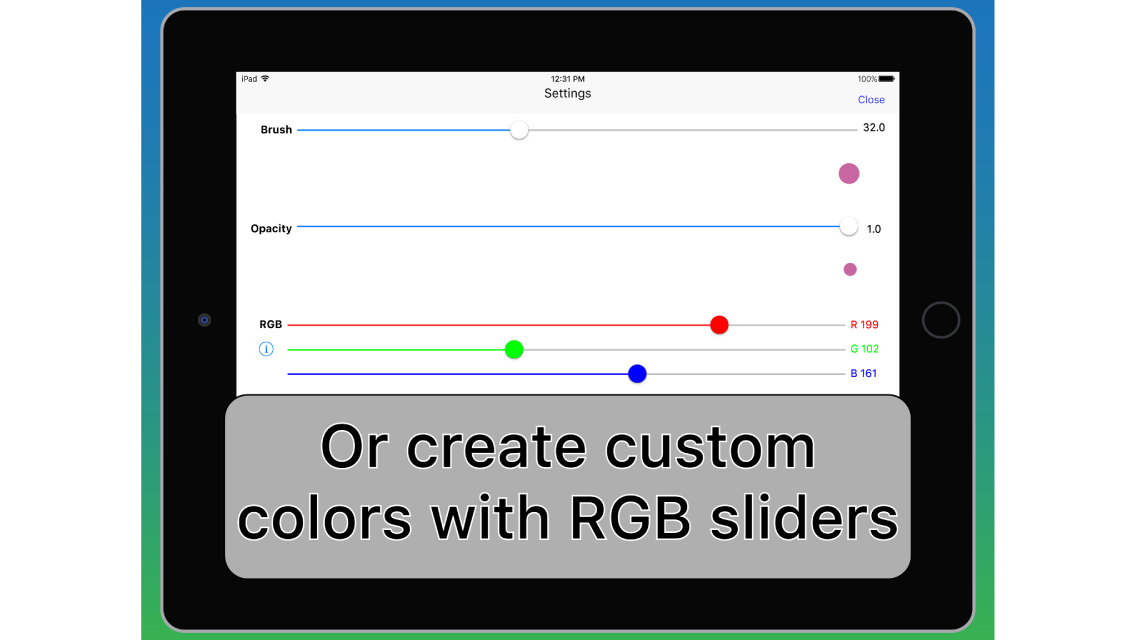 iPad 12:31 PM 100%
Settings
Close
Brush 32.0
Opacity 1.0
RGB R 199
G 102
B 161
Or create custom
colors with RGB sliders